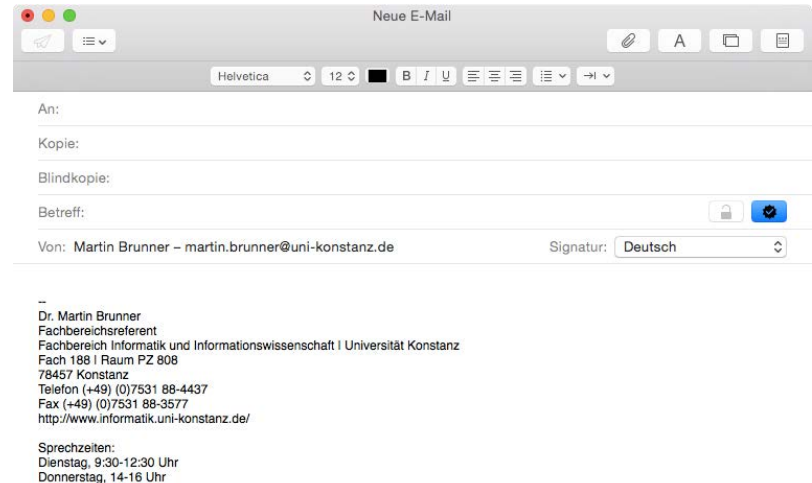 Neue E-Mail
A
Helvetica 12 B I U
An:
Kopie:
Blindkopie:
Betreff:
Von: Martin Brunner – martin.brunner@uni-konstanz.de Signatur: Deutsch
--
Dr. Martin Brunner
Fachbereichsreferent
Fachbereich Informatik und Informationswissenschaft | Universität Konstanz
Fach 188 | Raum PZ 808
78457 Konstanz
Telefon (+49) (0)7531 88-4437
Fax (+49) (0)7531 88-3577
http://www.informatik.uni-konstanz.de/
Sprechzeiten:
Dienstag, 9:30-12:30 Uhr
Donnerstag, 14-16 Uhr